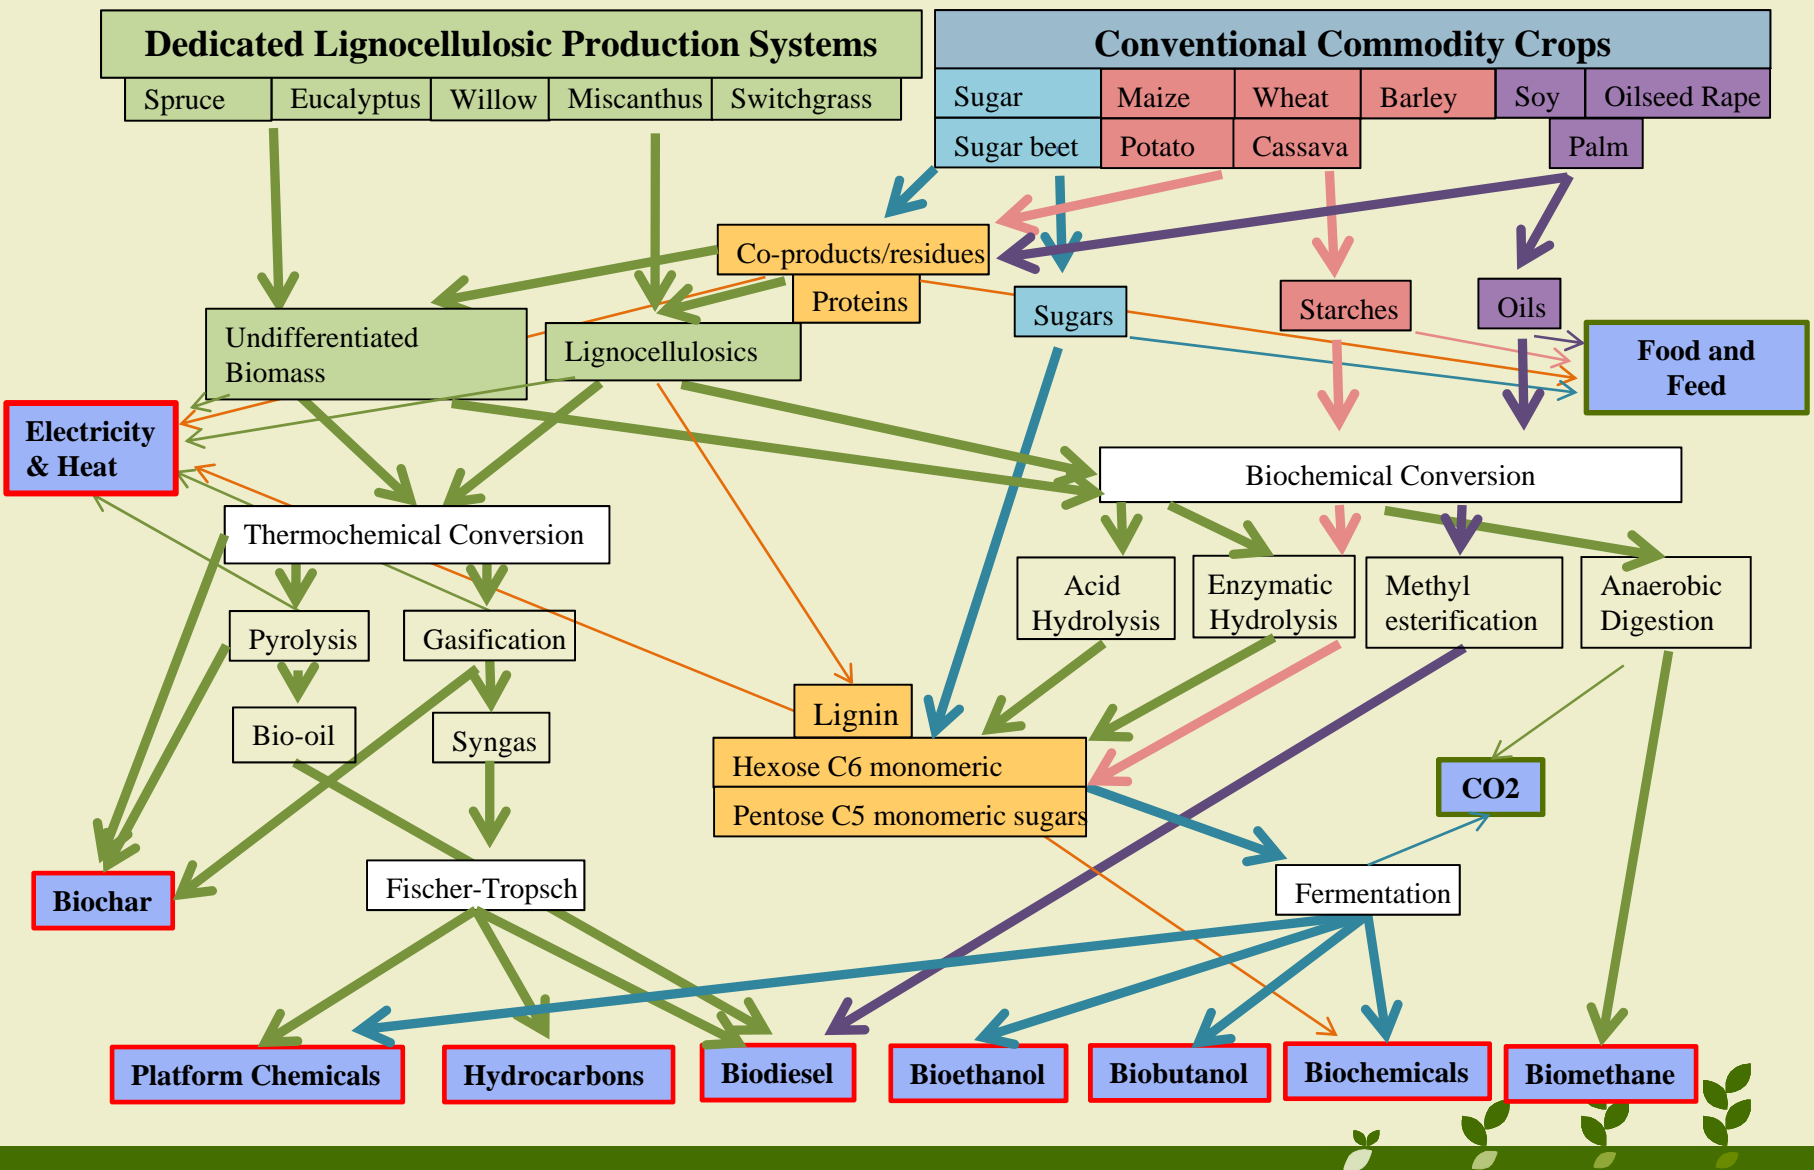 Dedicated Lignocellulosic Production Systems
Conventional Commodity Crops
Spruce
Eucalyptus
Willow
Miscanthus
Switchgrass
Sugar
Maize
Wheat
Barley
Soy
Oilseed Rape
Sugar beet
Potato
Cassava
Palm
Co-products/residues
Proteins
Sugars
Starches
Oils
Undifferentiated
Biomass
Lignocellulosics
Food and
Feed
Electricity
& Heat
Biochemical Conversion
Thermochemical Conversion
Acid
Hydrolysis
Enzymatic
Hydrolysis
Methyl
esterification
Anaerobic
Digestion
Pyrolysis
Gasification
Lignin
Bio-oil
Syngas
Hexose C6 monomeric
Pentose C5 monomeric sugars
CO2
Biochar
Fischer-Tropsch
Fermentation
Platform Chemicals
Hydrocarbons
Biodiesel
Bioethanol
Biobutanol
Biochemicals
Biomethane